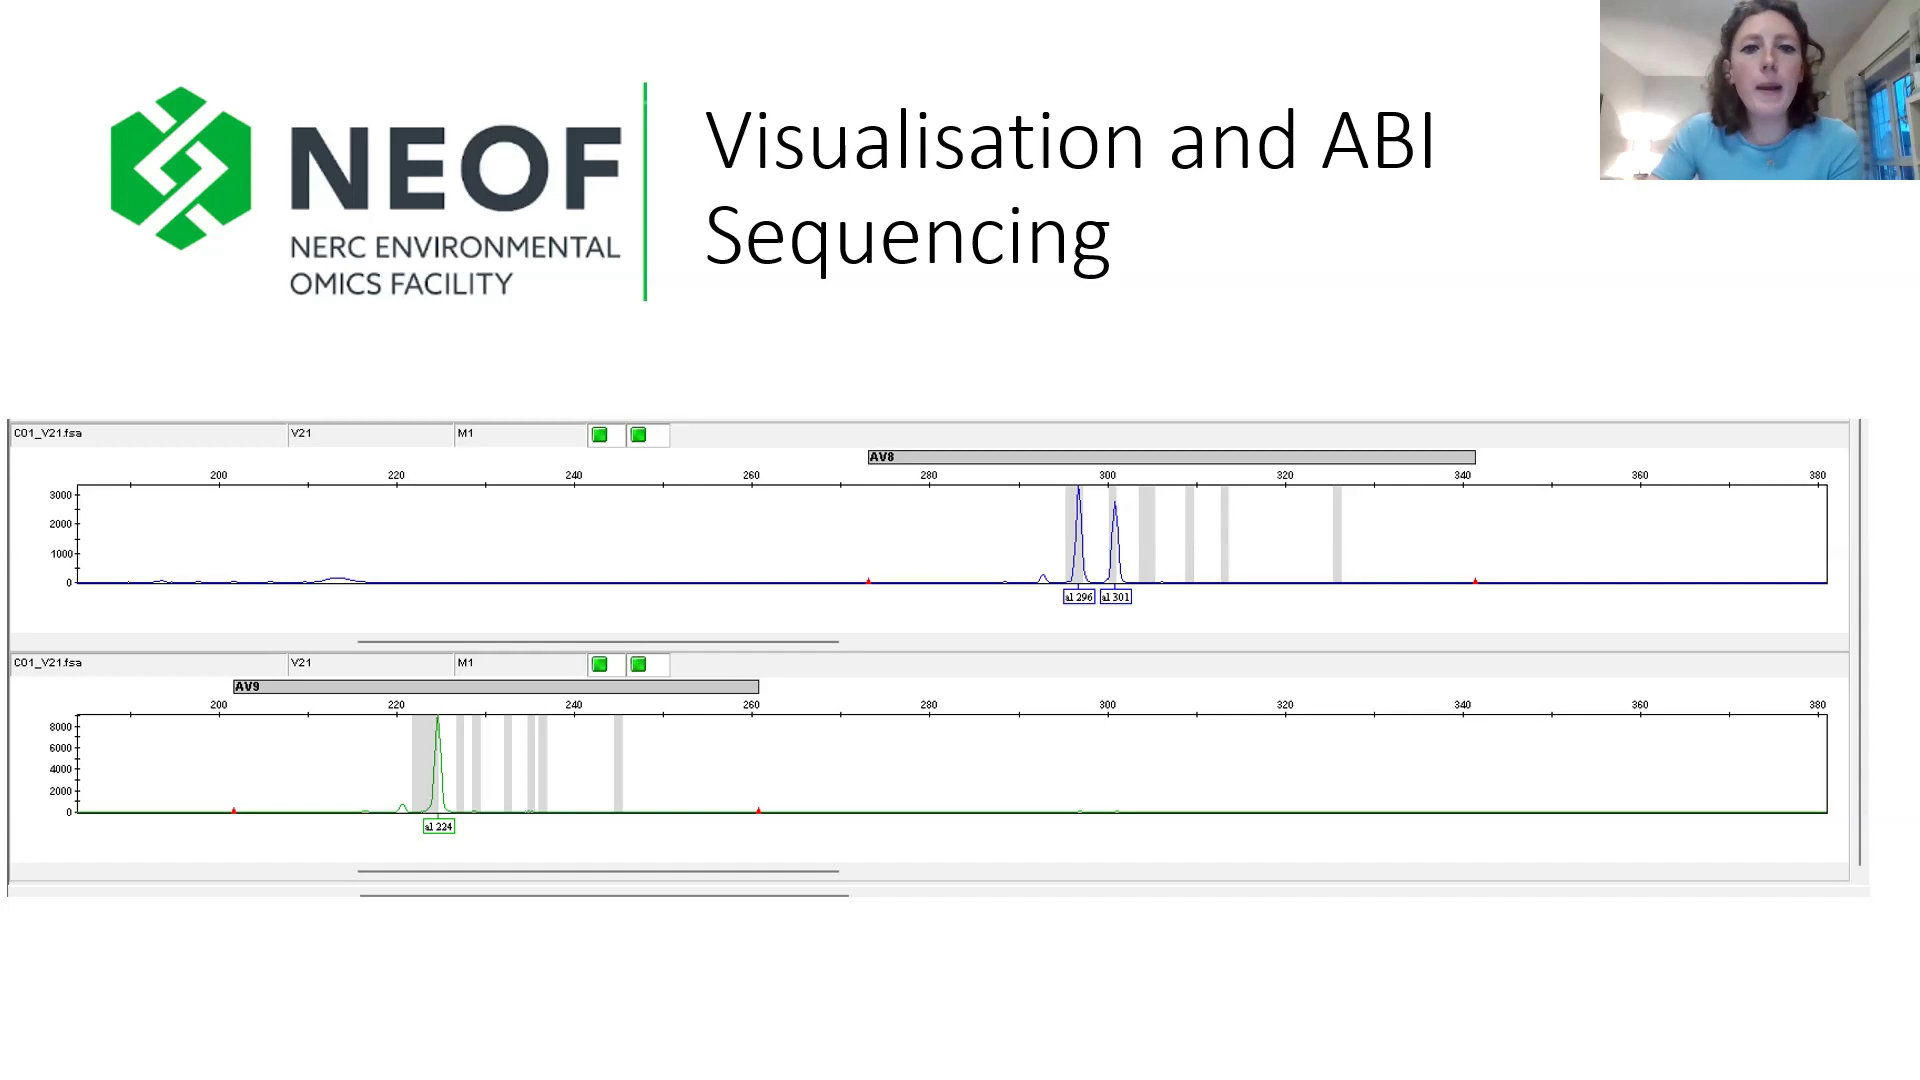 NEOF
NERC ENVIRONMENTAL
OMICS FACILITY
Visualisation and ABI
Sequencing
C01_V21.fsa V21 M1
AV8
200 220 240 260 280 300 320 340 360 380
3000
2000
1000
0
al 296 al 301
C01_V21.fsa V21 M1
AV9
200 220 240 260 280 300 320 340 360 380
8000
6000
4000
2000
0
al 224